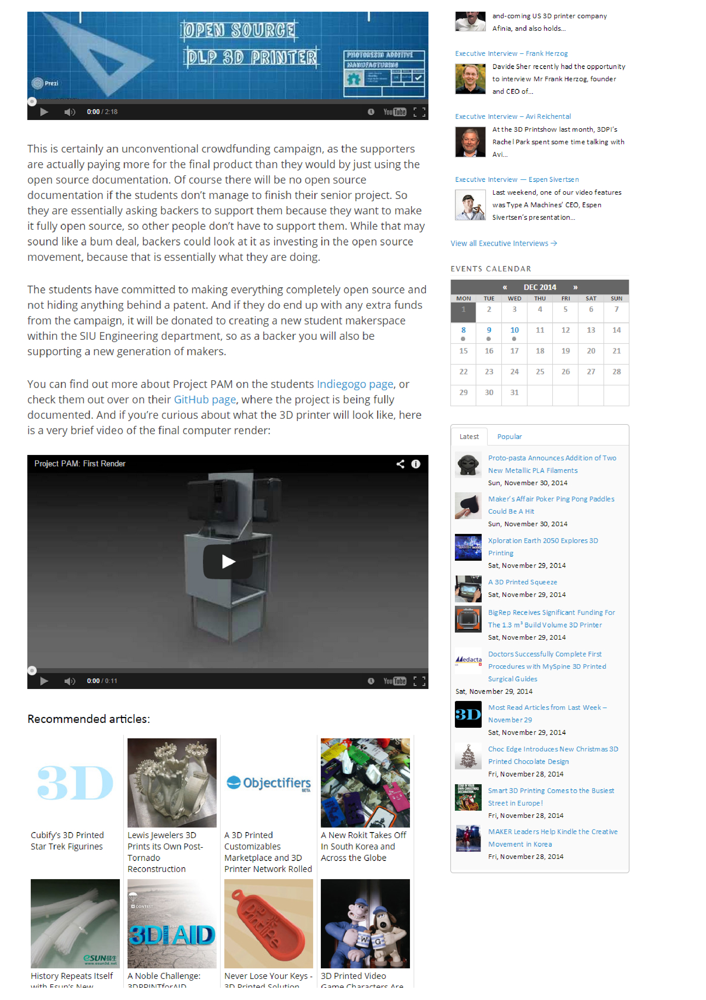 OPEN SOURCE
DLP 3D PRINTER
PHOTORESIN ADDITIVE
MANUFACTURING
Prezi
0:00 / 2:18
YouTube
This is certainly an unconventional crowdfunding campaign, as the supporters
are actually paying more for the final product than they would by just using the
open source documentation. Of course there will be no open source
documentation if the students don’t manage to finish their senior project. So
they are essentially asking backers to support them because they want to make
it fully open source, so other people don’t have to support them. While that may
sound like a bum deal, backers could look at it as investing in the open source
movement, because that is essentially what they are doing.
The students have committed to making everything completely open source and
not hiding anything behind a patent. And if they do end up with any extra funds
from the campaign, it will be donated to creating a new student makerspace
within the SIU Engineering department, so as a backer you will also be
supporting a new generation of makers.
You can find out more about Project PAM on the students Indiegogo page, or
check them out over on their GitHub page, where the project is being fully
documented. And if you’re curious about what the 3D printer will look like, here
is a very brief video of the final computer render:
Project PAM: First Render
0:00 / 0:11
YouTube
Recommended articles:
3D
Cubify’s 3D Printed
Star Trek Figurines
Lewis Jewelers 3D
Prints its Own Post-
Tornado
Reconstruction
Objectifiers
BETA
A 3D Printed
Customizables
Marketplace and 3D
Printer Network Rolled
A New Rokit Takes Off
In South Korea and
Across the Globe
eSUN易生
www.esun3d.net
History Repeats Itself
with Esun's New
CONTEST
3D PRINT for AID
A Noble Challenge:
3DPRINTforAID
3D Printlife
Never Lose Your Keys -
3D Printed Solution
W G
3D Printed Video
Game Characters Are
and-coming US 3D printer company
Afinia, and also holds...
Executive Interview – Frank Herzog
Davide Sher recently had the opportunity
to interview Mr Frank Herzog, founder
and CEO of...
Executive Interview – Avi Reichental
At the 3D Printshow last month, 3DPI’s
Rachel Park spent some time talking with
Avi...
Executive Interview — Espen Sivertsen
Last weekend, one of our video features
was Type A Machines’ CEO, Espen
Sivertsen’s presentation...
View all Executive Interviews →
EVENTS CALENDAR
« DEC 2014 »
MON TUE WED THU FRI SAT SUN
1 2 3 4 5 6 7
8 9 10 11 12 13 14
15 16 17 18 19 20 21
22 23 24 25 26 27 28
29 30 31
Latest Popular
Proto-pasta Announces Addition of Two
New Metallic PLA Filaments
Sun, November 30, 2014
Maker’s Affair Poker Ping Pong Paddles
Could Be A Hit
Sun, November 30, 2014
EARTH 2050
Xploration Earth 2050 Explores 3D
Printing
Sat, November 29, 2014
A 3D Printed Squeeze
Sat, November 29, 2014
BigRep Receives Significant Funding For
The 1.3 m³ Build Volume 3D Printer
Sat, November 29, 2014
Medacta
UK
Doctors Successfully Complete First
Procedures with MySpine 3D Printed
Surgical Guides
Sat, November 29, 2014
3D
Most Read Articles from Last Week –
November 29
Sat, November 29, 2014
Choc Edge Introduces New Christmas 3D
Printed Chocolate Design
Fri, November 28, 2014
OWN CHRISTMAS
DECORATION...
Smart 3D Printing Comes to the Busiest
Street in Europe!
Fri, November 28, 2014
MAKER Leaders Help Kindle the Creative
Movement in Korea
Fri, November 28, 2014